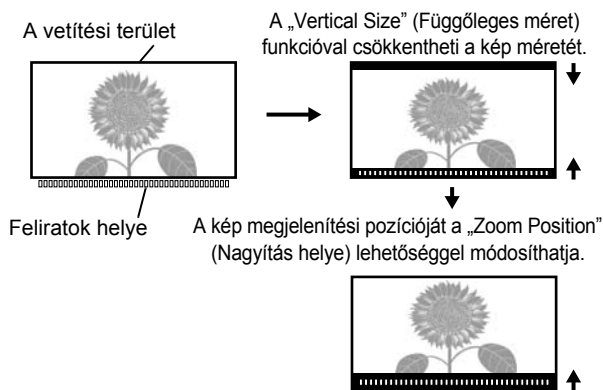 A vetítési terület
A „Vertical Size” (Függőleges méret)
funkcióval csökkentheti a kép méretét.
Feliratok helye
A kép megjelenítési pozícióját a „Zoom Position”
(Nagyítás helye) lehetőséggel módosíthatja.